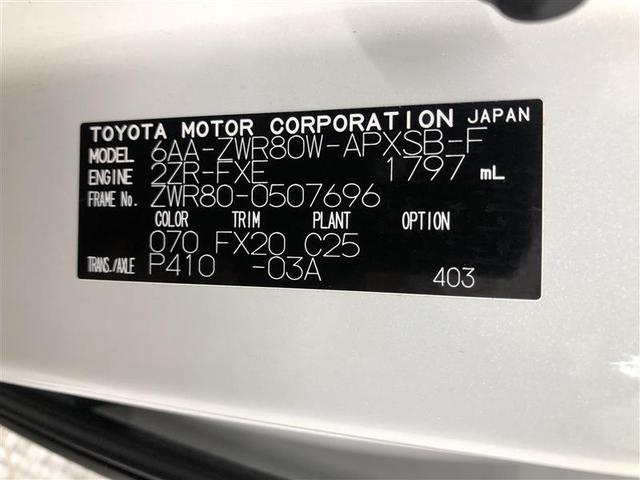 TOYOTA MOTOR CORPORATION JAPAN
MODEL 6AA-ZWR80W-APXSB-F
ENGINE 2ZR-FXE 1797 mL
FRAME No. ZWR80-0507696
COLOR TRIM PLANT OPTION
070 FX20 C25
TRANS./AXLE P410 -03A 403